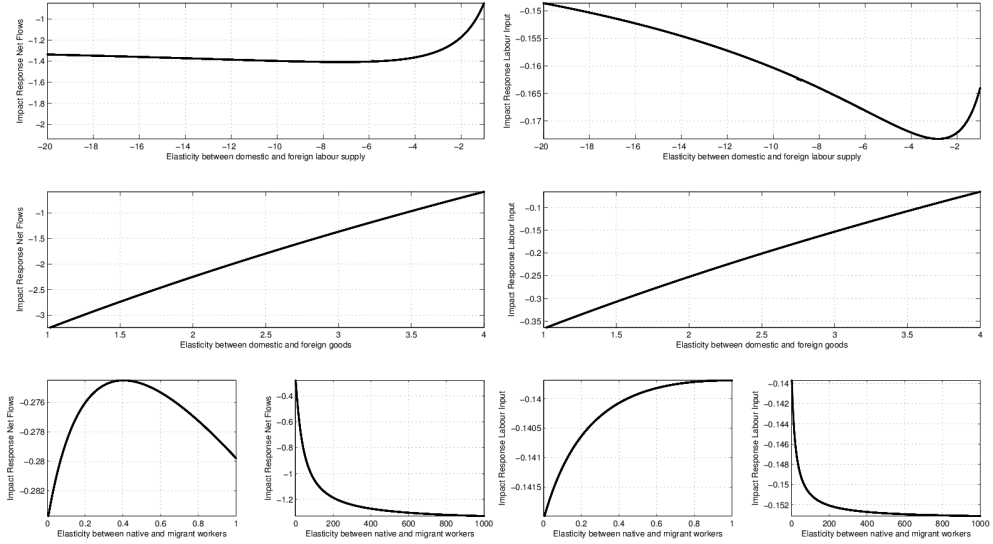 Impact Response Net Flows
−1
−1.2
−1.4
−1.6
−1.8
−2
−20 −18 −16 −14 −12 −10 −8 −6 −4 −2
Elasticity between domestic and foreign labour supply
Impact Response Labour Input
−0.15
−0.155
−0.16
−0.165
−0.17
−20 −18 −16 −14 −12 −10 −8 −6 −4 −2
Elasticity between domestic and foreign labour supply
Impact Response Net Flows
−1
−1.5
−2
−2.5
−3
1 1.5 2 2.5 3 3.5 4
Elasticity between domestic and foreign goods
Impact Response Labour Input
−0.1
−0.15
−0.2
−0.25
−0.3
−0.35
1 1.5 2 2.5 3 3.5 4
Elasticity between domestic and foreign goods
Impact Response Net Flows
−0.276
−0.278
−0.28
−0.282
0 0.2 0.4 0.6 0.8 1
Elasticity between native and migrant workers
Impact Response Net Flows
−0.4
−0.6
−0.8
−1
−1.2
0 200 400 600 800 1000
Elasticity between native and migrant workers
Impact Response Labour Input
−0.14
−0.1405
−0.141
−0.1415
0 0.2 0.4 0.6 0.8 1
Elasticity between native and migrant workers
Impact Response Labour Input
−0.14
−0.142
−0.144
−0.146
−0.148
−0.15
−0.152
0 200 400 600 800 1000
Elasticity between native and migrant workers